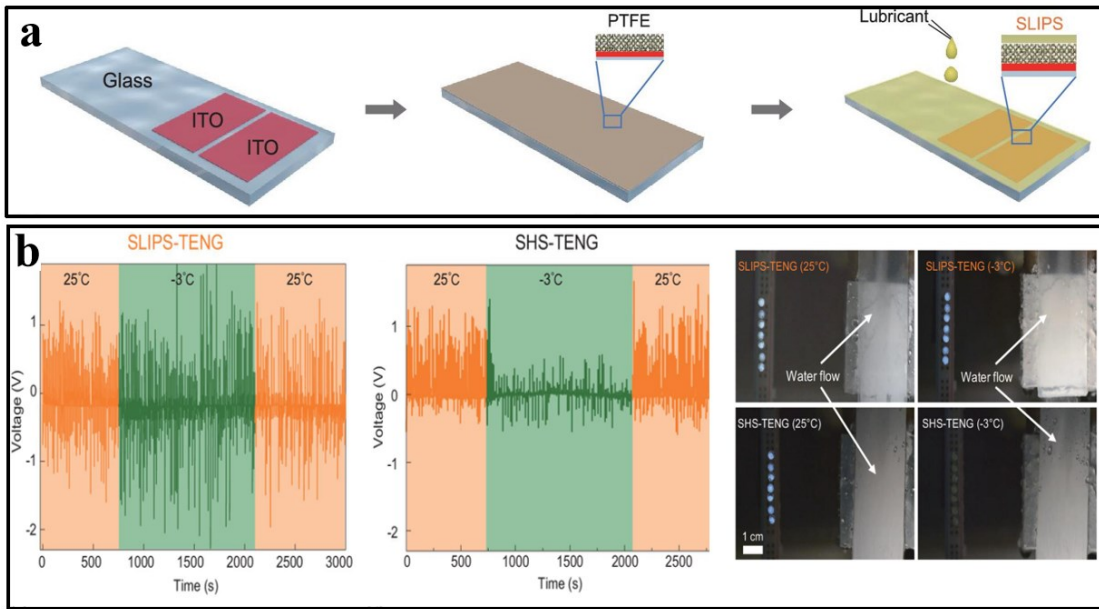 a
Glass
ITO
ITO
PTFE
Lubricant
SLIPS
b
SLIPS-TENG
25°C
-3°C
25°C
Voltage (V)
1
0
-1
-2
0
500
1000
1500
2000
2500
3000
Time (s)
SHS-TENG
25°C
-3°C
25°C
Voltage (V)
1
0
-1
-2
0
500
1000
1500
2000
2500
Time (s)
SLIPS-TENG (25°C)
SLIPS-TENG (-3°C)
Water flow
Water flow
SHS-TENG (25°C)
SHS-TENG (-3°C)
1 cm